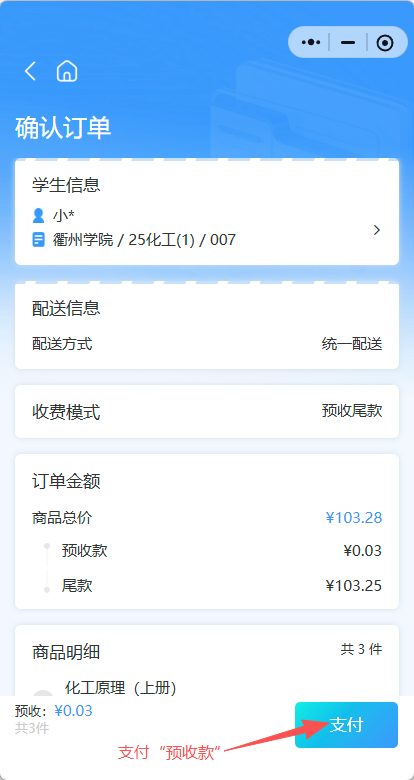 确认订单
学生信息
小*
衢州学院 / 25化工(1) / 007
配送信息
配送方式 统一配送
收费模式 预收尾款
订单金额
商品总价 ¥103.28
预收款 ¥0.03
尾款 ¥103.25
商品明细 共 3 件
化工原理（上册）
预收: ¥0.03
共3件
支付
支付“预收款”